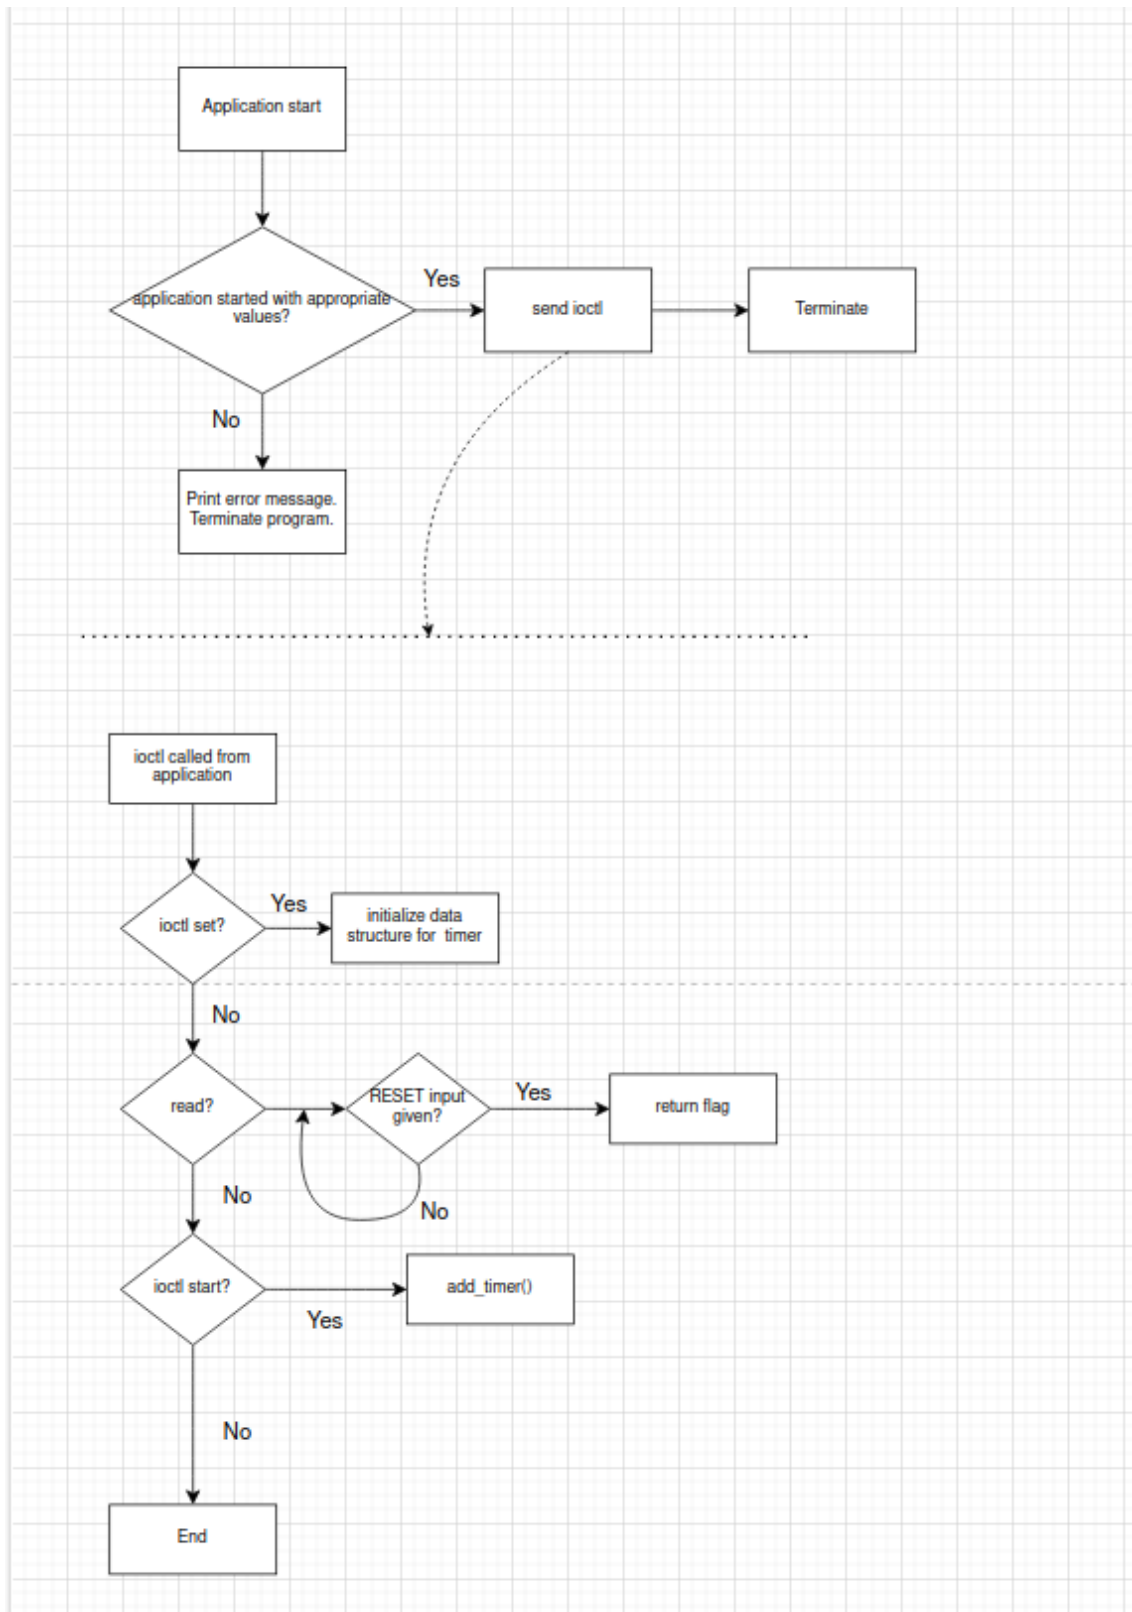 Application start
application started with appropriate
values?
Yes
send ioctl
Terminate
No
Print error message.
Terminate program.
ioctl called from
application
ioctl set?
Yes
initialize data
structure for timer
No
read?
RESET input
given?
Yes
return flag
No
No
ioctl start?
Yes
add_timer()
No
End